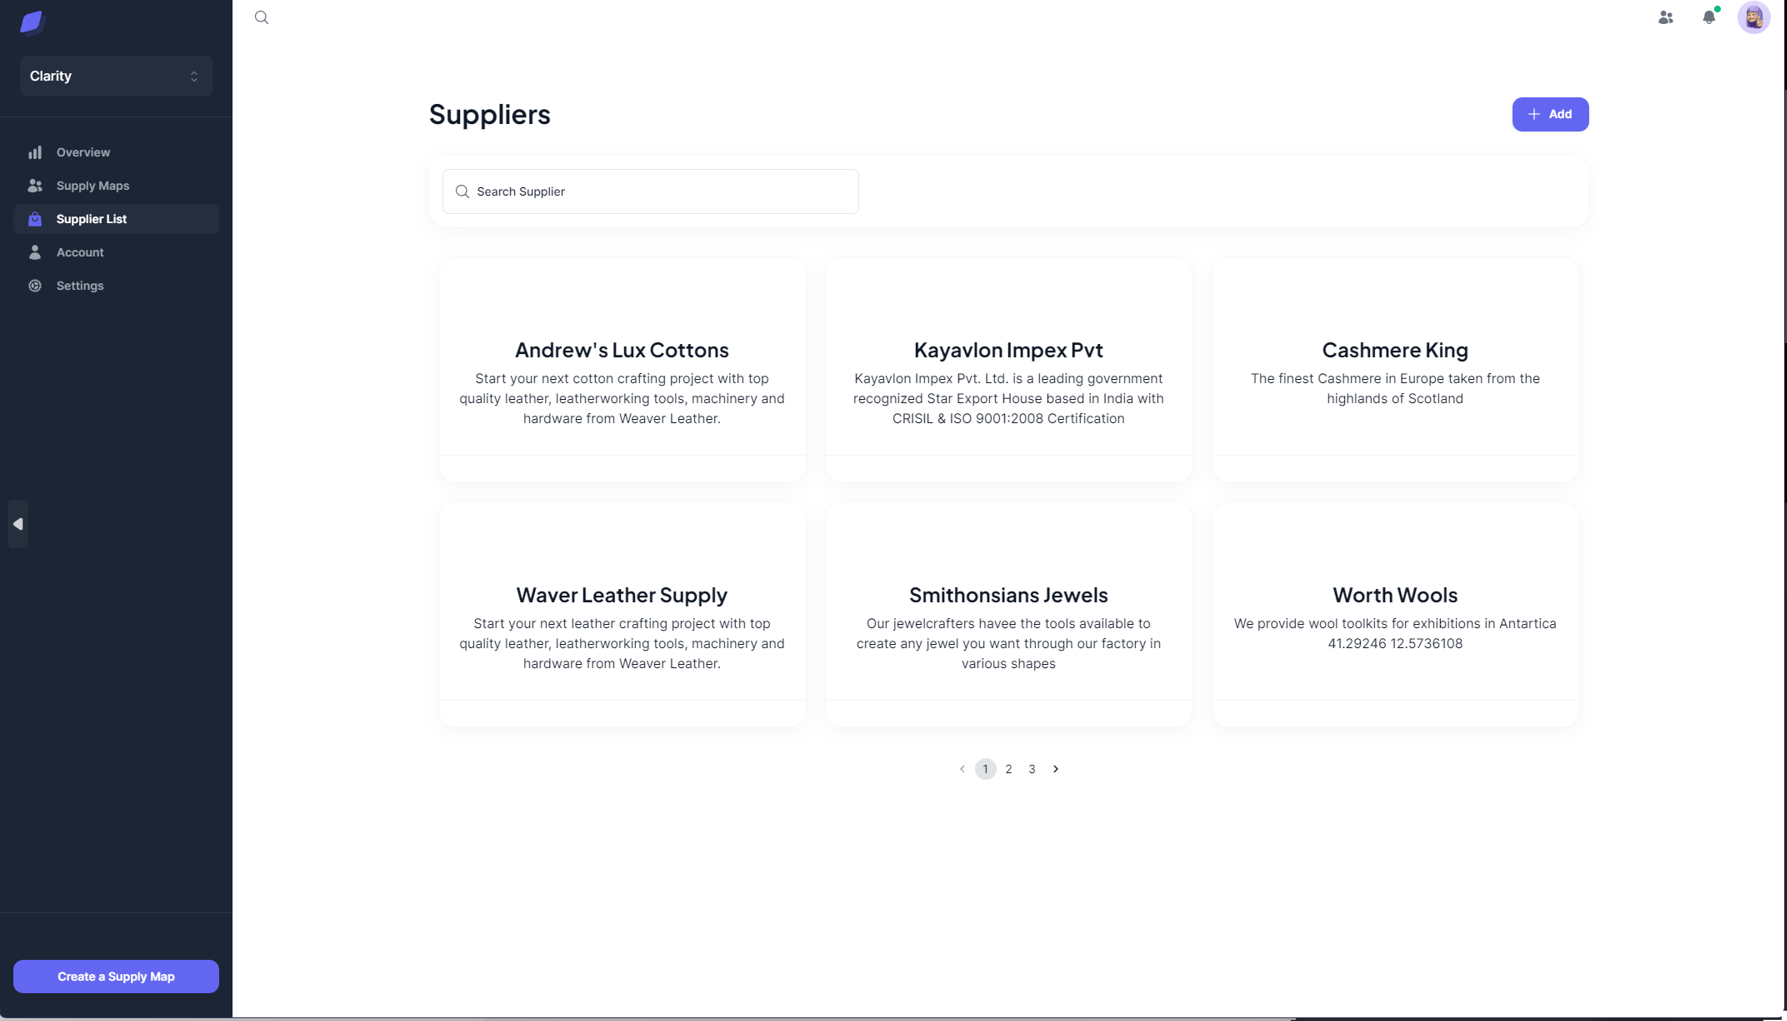 Clarity
Overview
Supply Maps
Supplier List
Account
Settings
Create a Supply Map
Suppliers
Add
Search Supplier
Andrew's Lux Cottons
Start your next cotton crafting project with top
quality leather, leatherworking tools, machinery and
hardware from Weaver Leather.
Kayavlon Impex Pvt
Kayavlon Impex Pvt. Ltd. is a leading government
recognized Star Export House based in India with
CRISIL & ISO 9001:2008 Certification
Cashmere King
The finest Cashmere in Europe taken from the
highlands of Scotland
Waver Leather Supply
Start your next leather crafting project with top
quality leather, leatherworking tools, machinery and
hardware from Weaver Leather.
Smithonsians Jewels
Our jewelcrafters havee the tools available to
create any jewel you want through our factory in
various shapes
Worth Wools
We provide wool toolkits for exhibitions in Antartica
41.29246 12.5736108
1 2 3